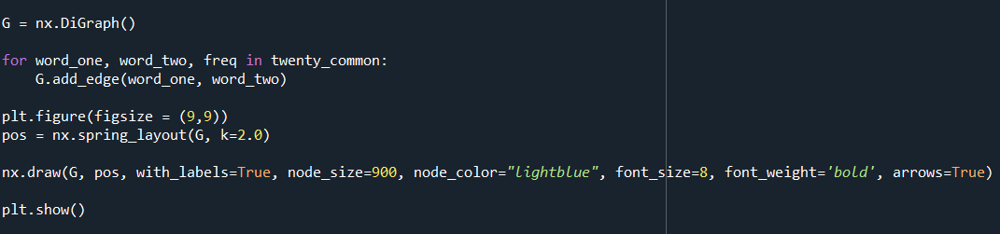 G = nx.DiGraph()
for word_one, word_two, freq in twenty_common:
    G.add_edge(word_one, word_two)
plt.figure(figsize = (9,9))
pos = nx.spring_layout(G, k=2.0)
nx.draw(G, pos, with_labels=True, node_size=900, node_color="lightblue", font_size=8, font_weight='bold', arrows=True)
plt.show()